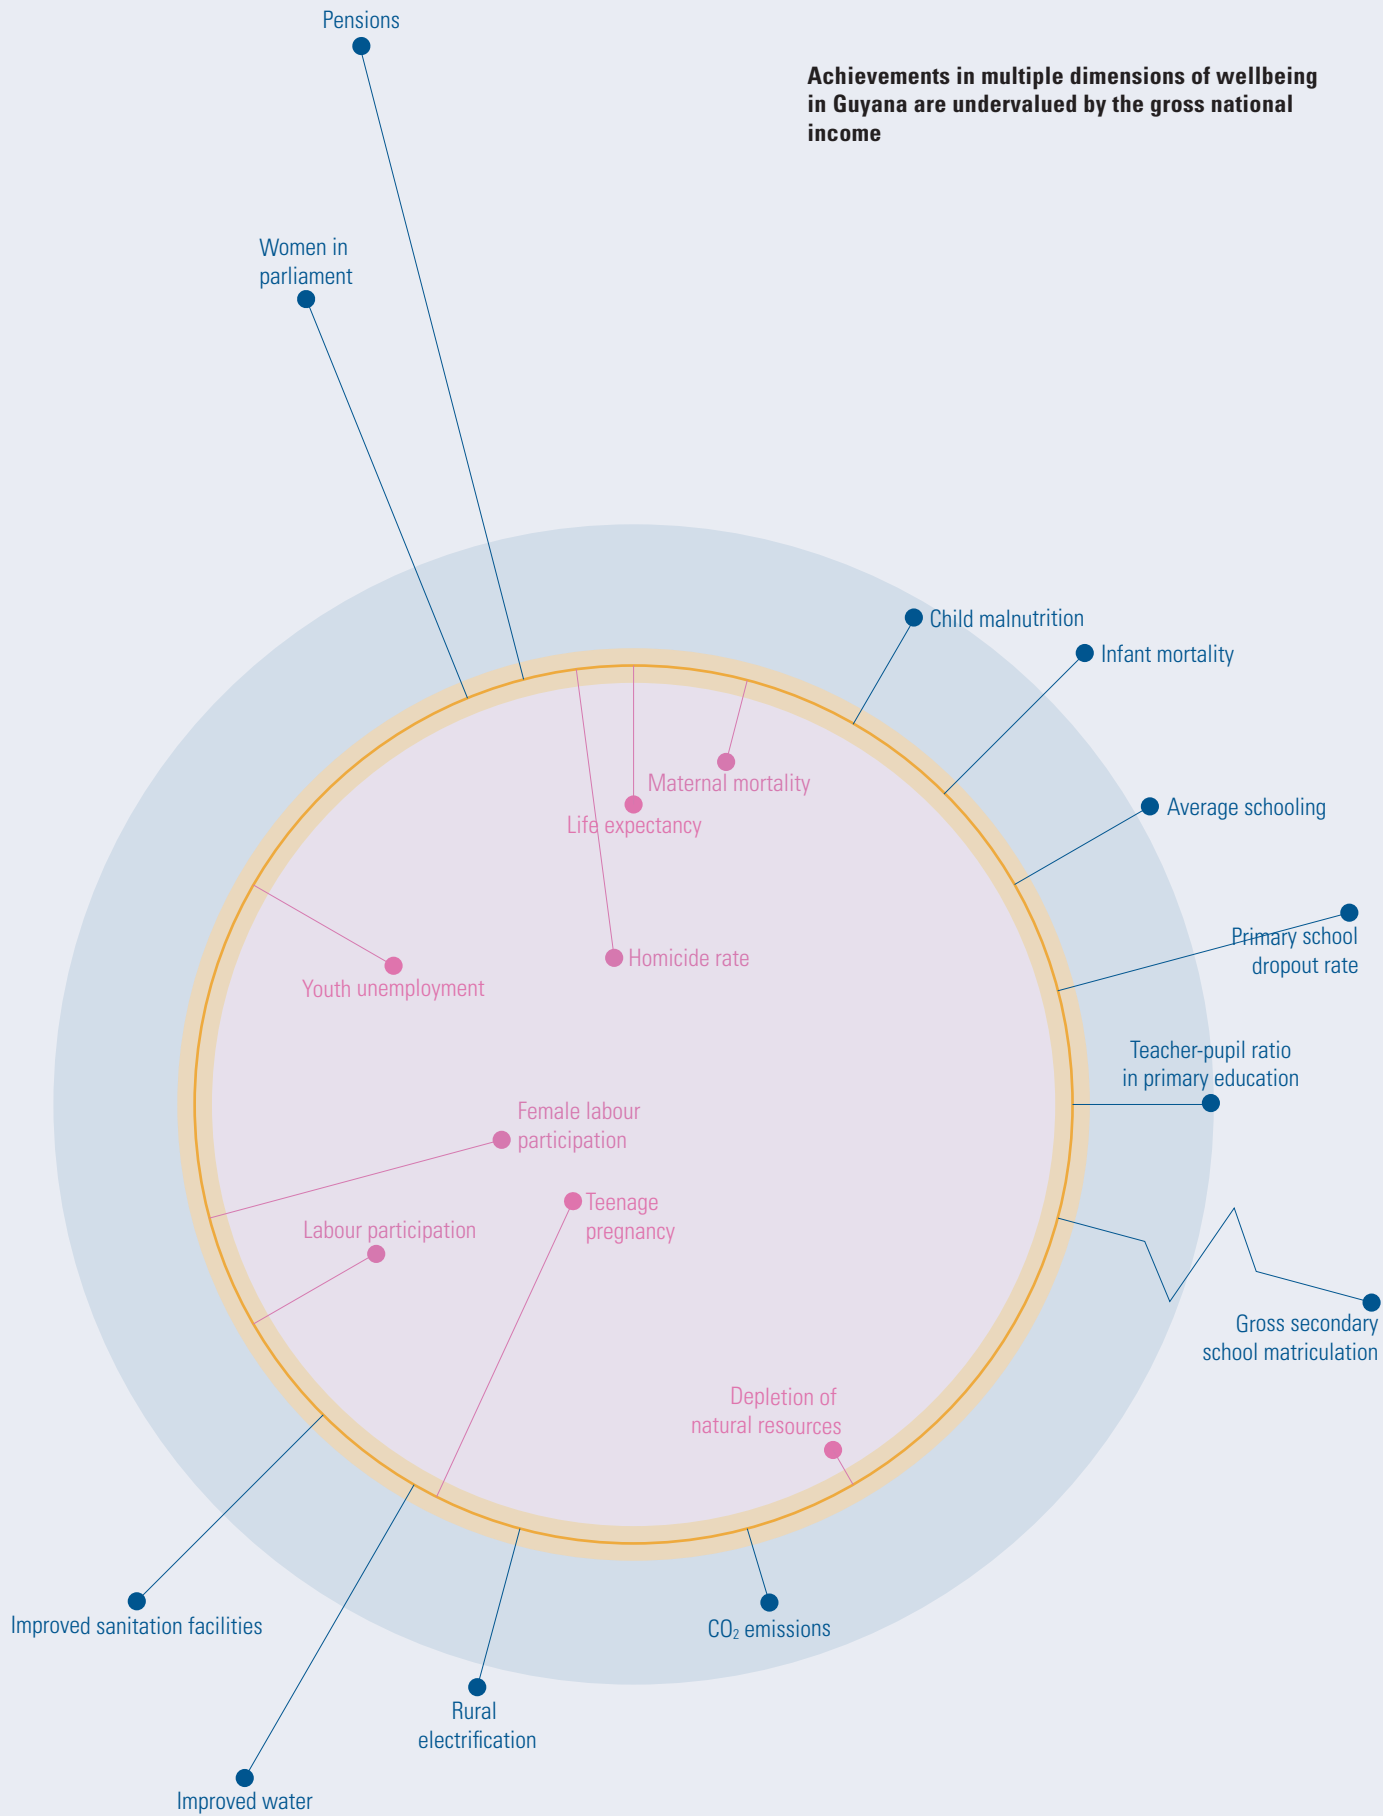 Pensions
Achievements in multiple dimensions of wellbeing
in Guyana are undervalued by the gross national
income
Women in
parliament
Child malnutrition
Infant mortality
Maternal mortality
Life expectancy
Average schooling
Primary school
dropout rate
Homicide rate
Youth unemployment
Teacher-pupil ratio
in primary education
Female labour
participation
Teenage
pregnancy
Labour participation
Gross secondary
school matriculation
Depletion of
natural resources
Improved sanitation facilities
CO₂ emissions
Rural
electrification
Improved water